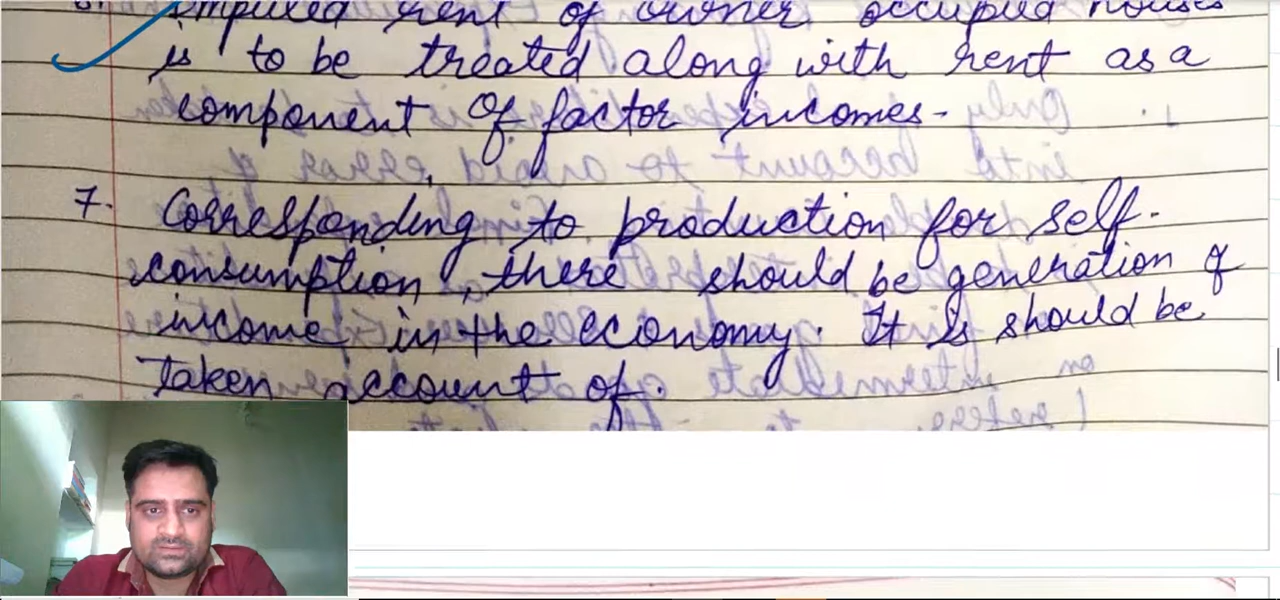 6. imputed rent of owner occupied houses
is to be treated along with rent as a
component of factor incomes-
7. Corresponding to production for self-
consumption, there should be generation of
income in the economy. It is should be
taken account of.